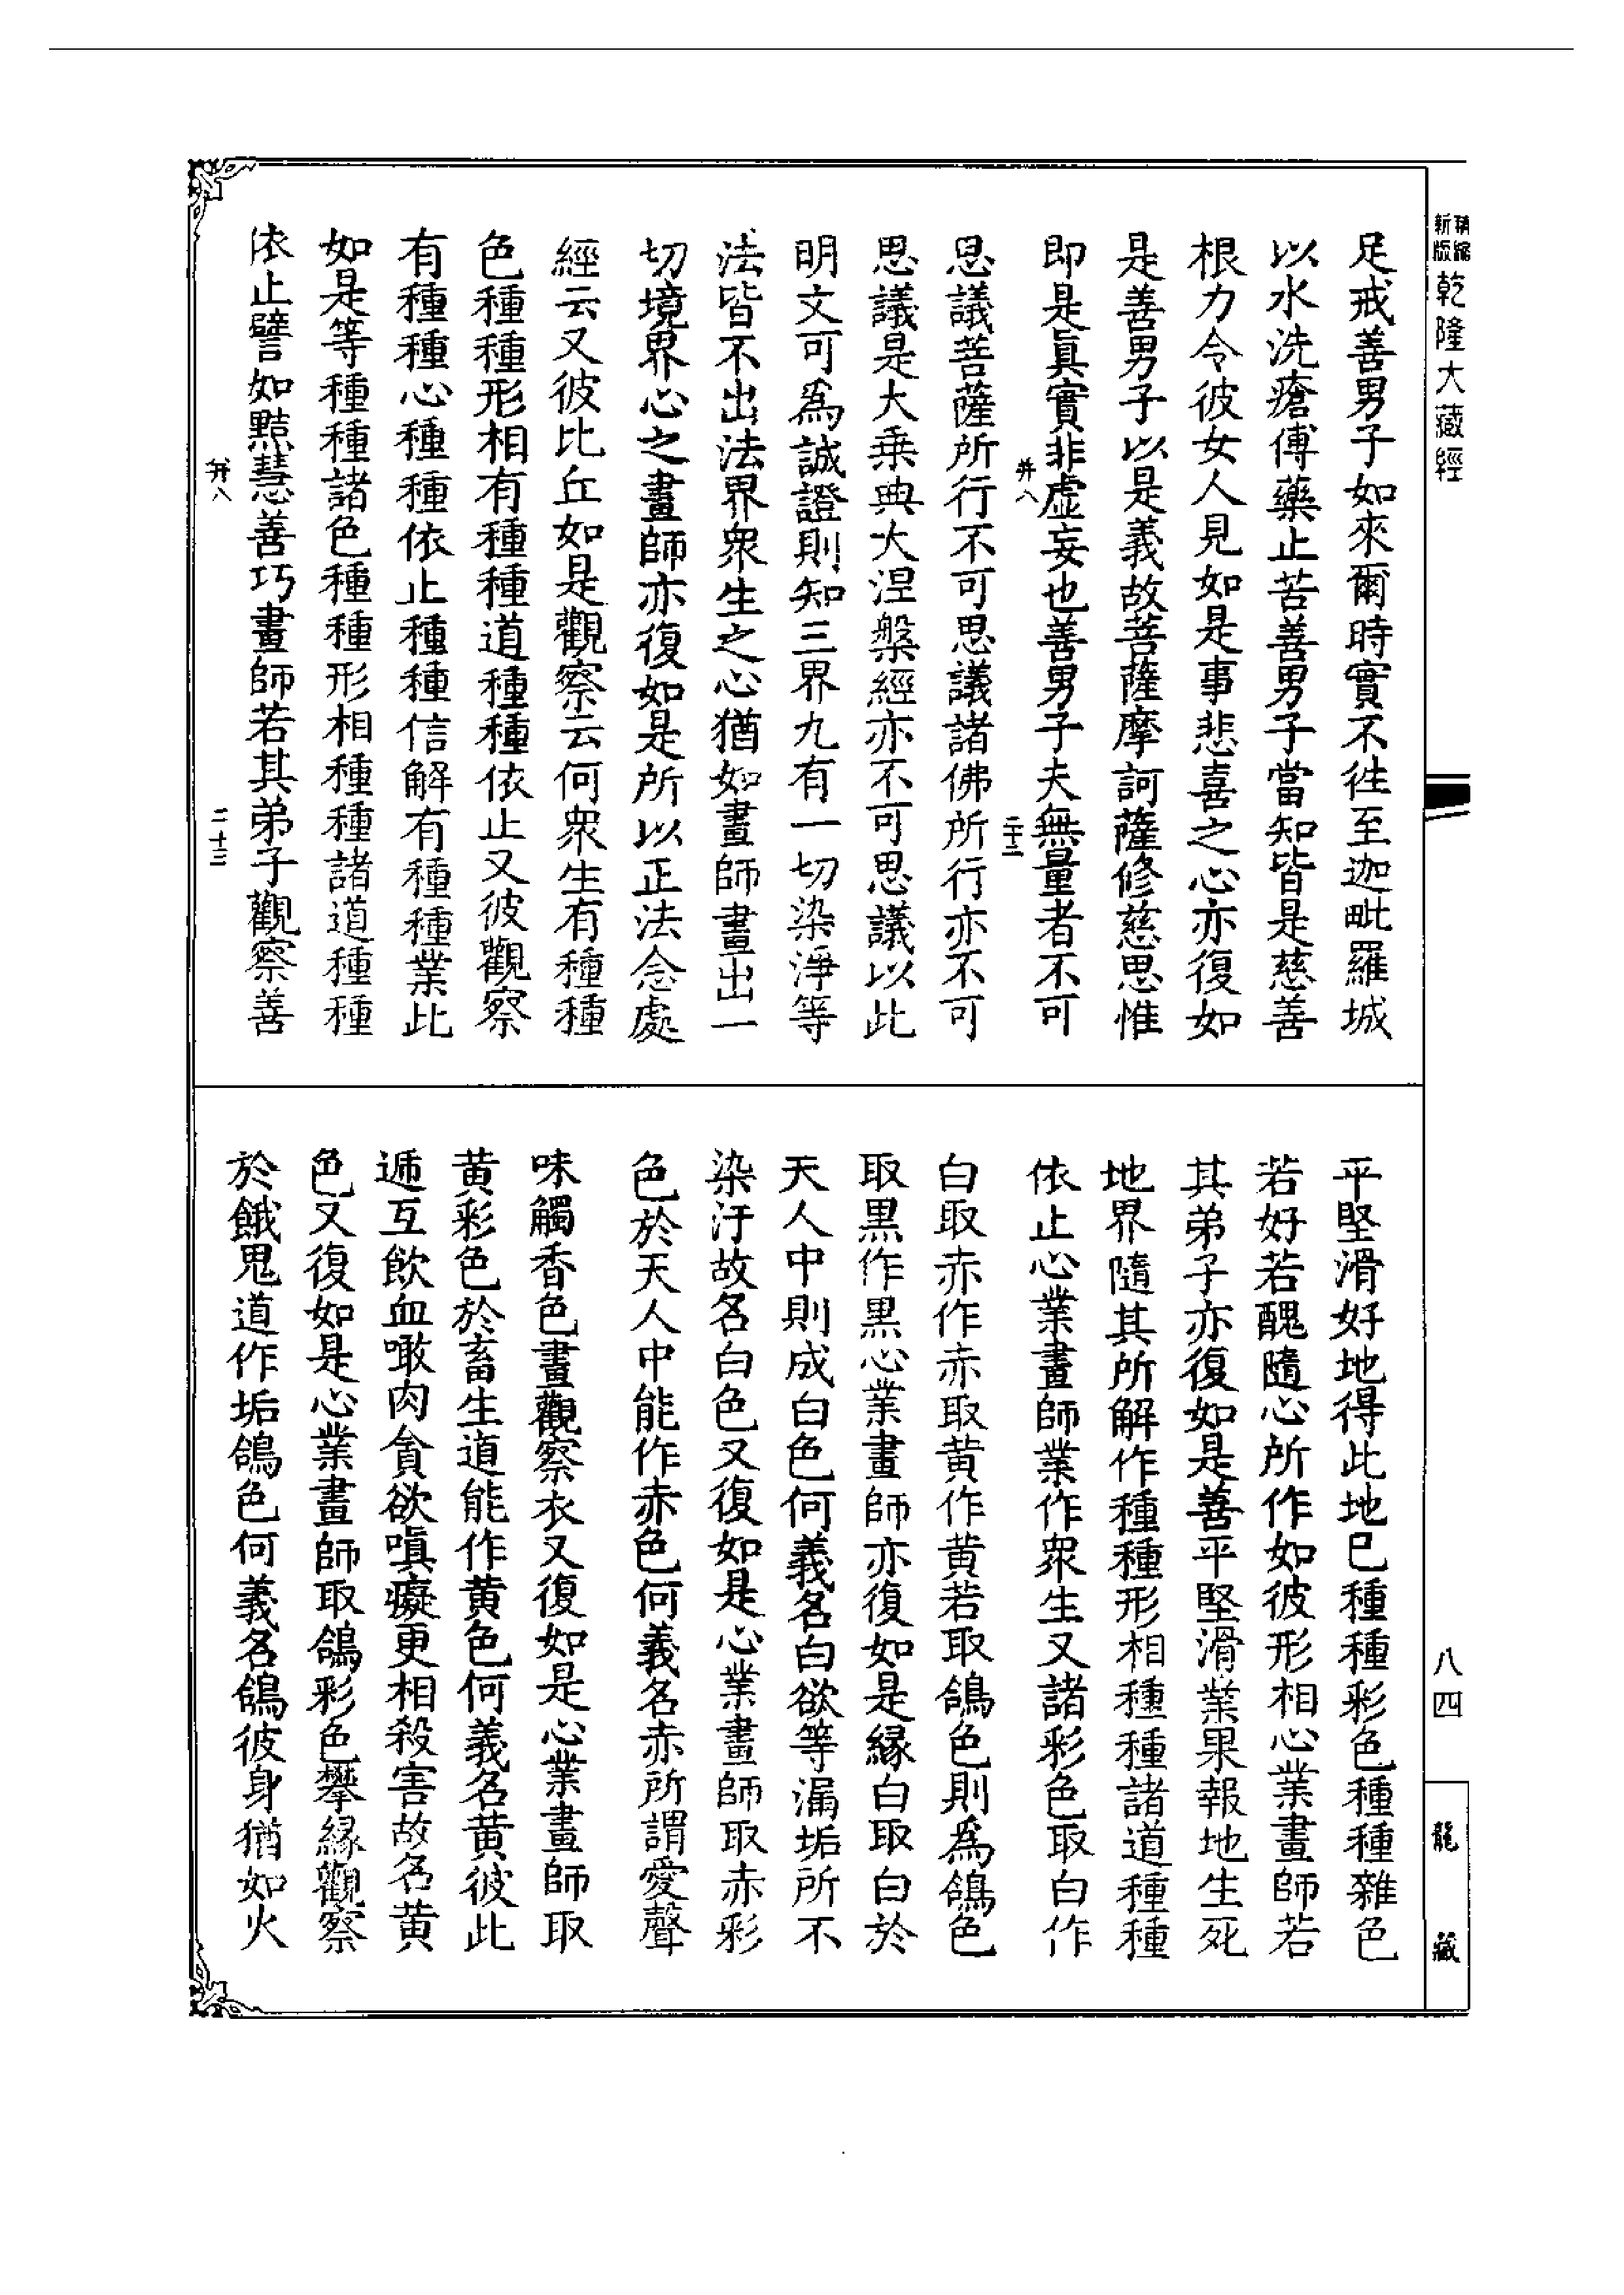 精縮
新版
乾隆大藏經
足戒善男子如來爾時實不往至迦毗羅城
以水洗瘡傅藥止苦善男子當知皆是慈善
根力令彼女人見如是事悲喜之心亦復如
是善男子以是義故菩薩摩訶薩修慈思惟
即是眞實非虛妄也善男子夫無量者不可
并八
二十二
思議菩薩所行不可思議諸佛所行亦不可
思議是大乗典大涅槃經亦不可思議以此
明文可爲誠證則知三界九有一切染淨等
法皆不出法界衆生之心猶如畫師畫出一
切境界心之畫師亦復如是所以正法念處
經云又彼比丘如是觀察云何衆生有種種
色種種形相有種種道種種依止又彼觀察
有種種心種種依止種種信解有種種業此
如是等種種諸色種種形相種種諸道種種
依止譬如黠慧善巧畫師若其弟子觀察善
并八
二十三
平堅滑好地得此地巳種種彩色種種雜色
若好若醜隨心所作如彼形相心業畫師若
其弟子亦復如是善平堅滑業果報地生死
地界隨其所解作種種形相種種諸道種種
依止心業畫師業作衆生又諸彩色取白作
白取赤作赤取黄作黄若取鴿色則爲鴿色
取黒作黒心業畫師亦復如是緣白取白於
天人中則成白色何義名白欲等漏垢所不
染汙故名白色又復如是心業畫師取赤彩
色於天人中能作赤色何義名赤所謂愛聲
味觸香色畫觀察衣又復如是心業畫師取
黄彩色於畜生道能作黄色何義名黄彼此
遞互飲血噉肉貪欲嗔癡更相殺害故名黄
色又復如是心業畫師取鴿彩色攀緣觀察
於餓鬼道作垢鴿色何義名鴿彼身猶如火
八四
龍藏